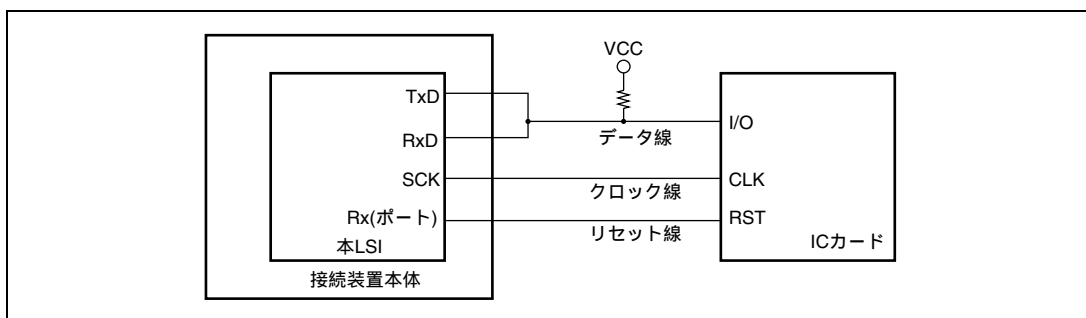 VCC
TxD
RxD
SCK
Rx(ポート)
本LSI
接続装置本体
データ線
クロック線
リセット線
I/O
CLK
RST
ICカード